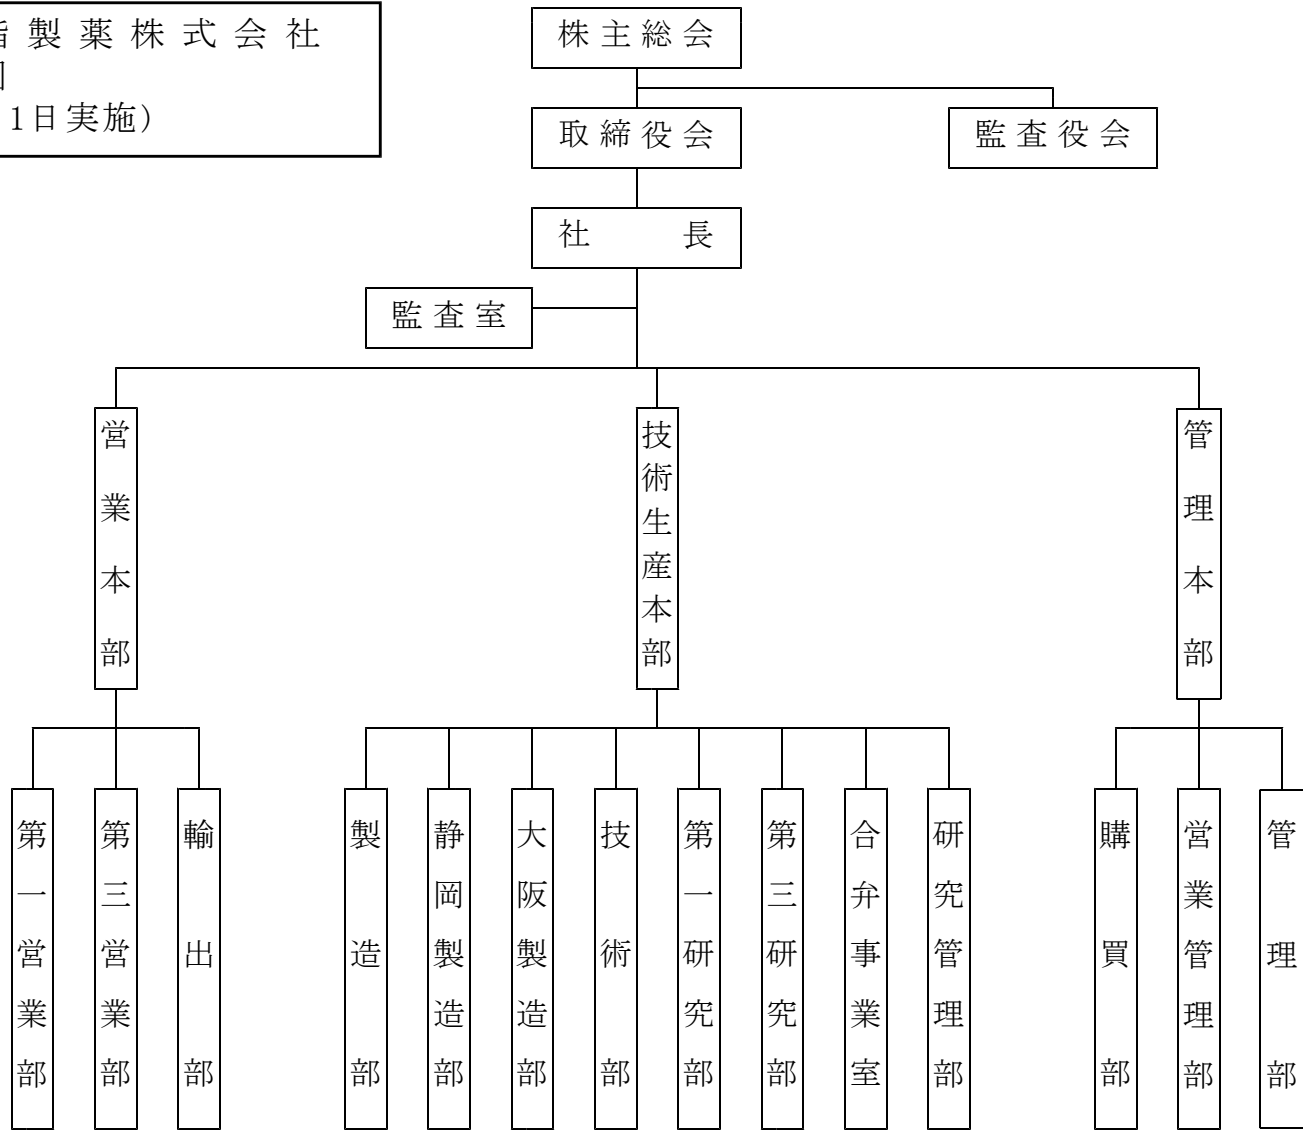 製薬株式会社
1日実施）
株主総会
取締役会
監査役会
社長
監査室
営業本部
技術生産本部
管理本部
第一営業部
第三営業部
輸出部
製造部
静岡製造部
大阪製造部
技術部
第一研究部
第三研究部
合弁事業室
研究管理部
購買部
営業管理部
管理部